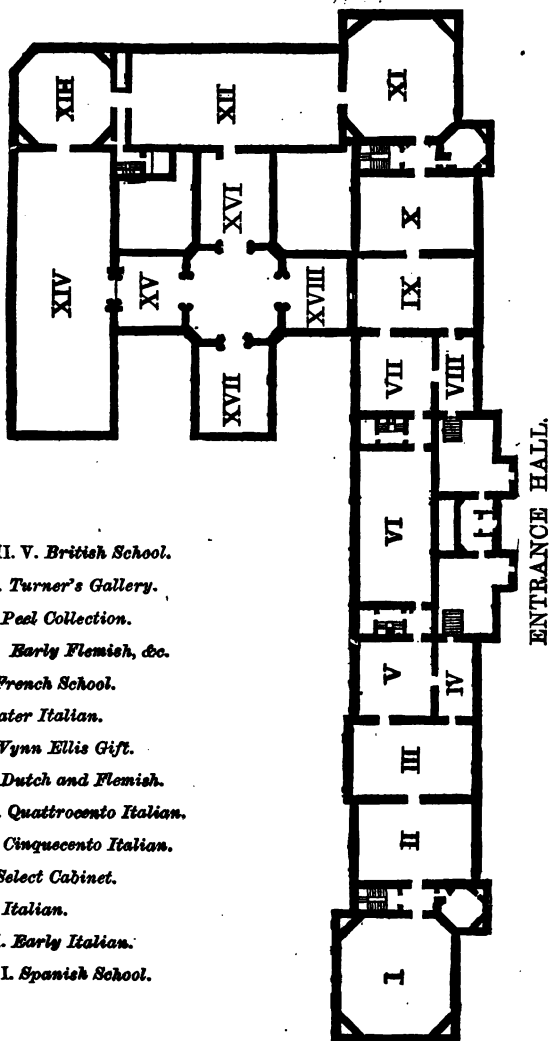 XIII
XII
XI
XVI
X
XIV
XV
XVIII
IX
XVII
VII
VIII
VI
ENTRANCE HALL.
V
IV
III
II
I
II. V. British School.
. Turner's Gallery.
Peel Collection.
Early Flemish, &c.
French School.
ater Italian.
Wynn Ellis Gift.
Dutch and Flemish.
. Quattrocento Italian.
Cinquecento Italian.
Select Cabinet.
Italian.
. Early Italian.
I. Spanish School.